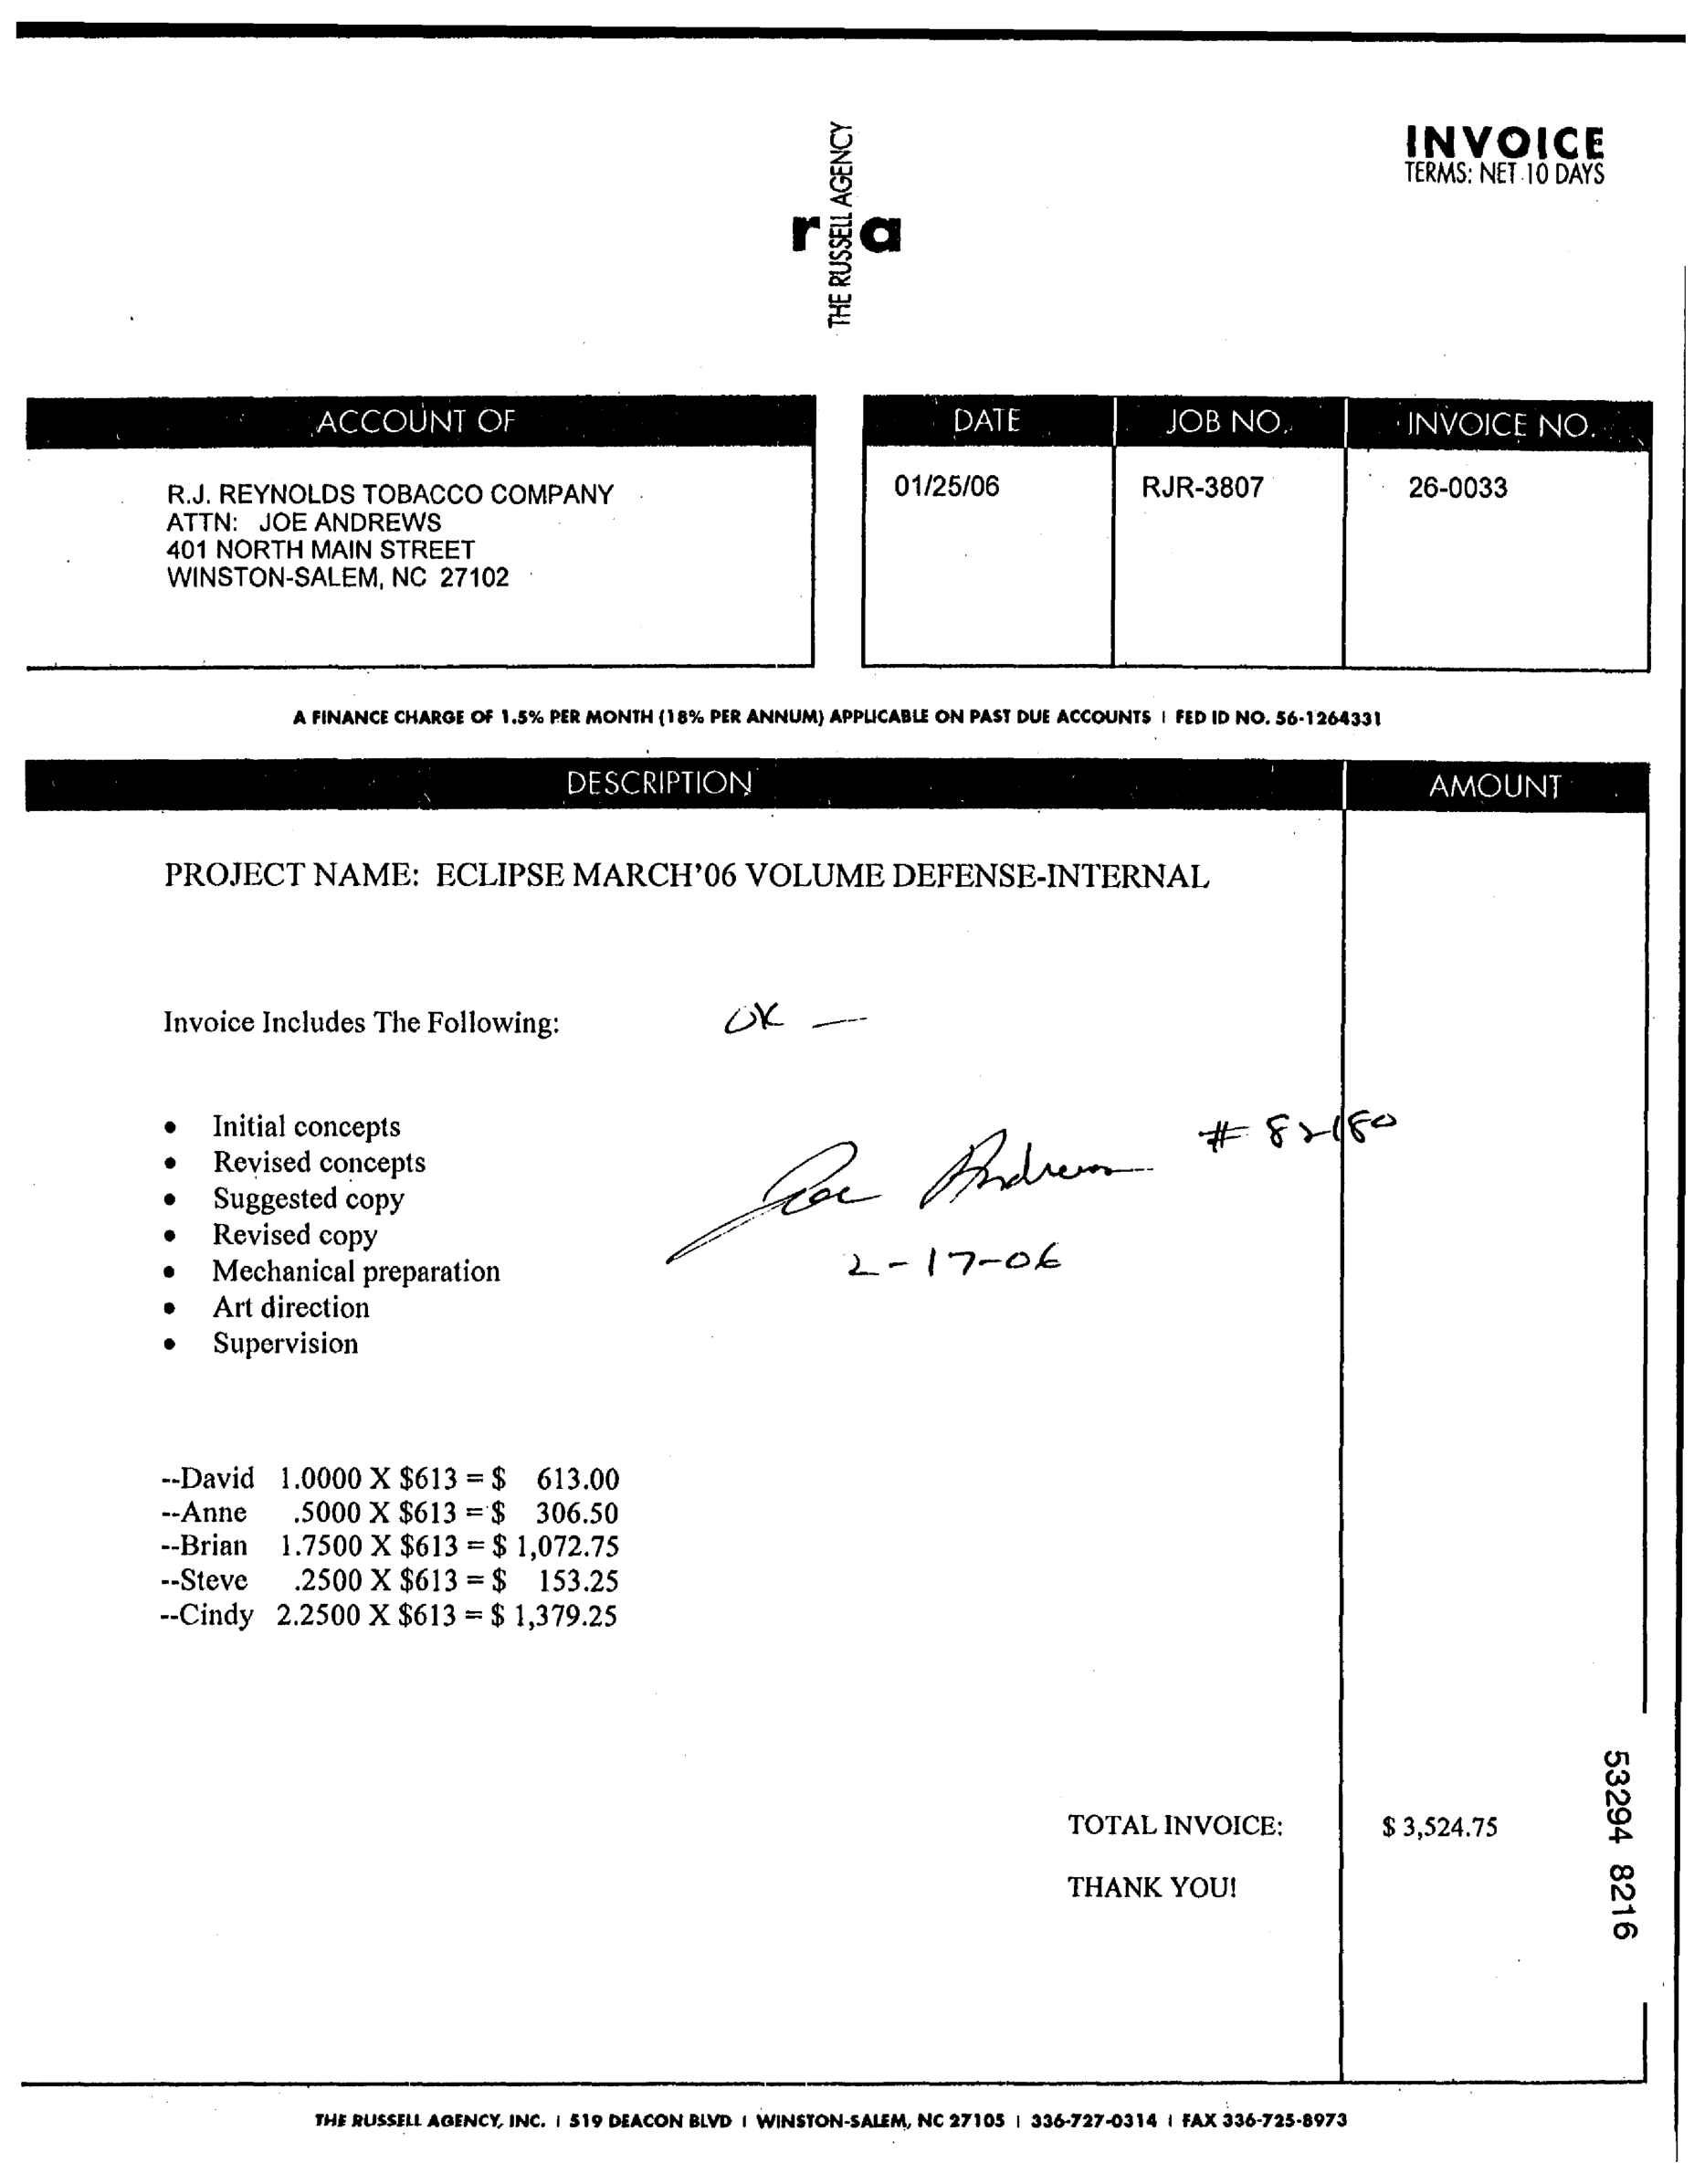 INVOICE
TERMS: NET 10 DAYS
r THE RUSSELL AGENCY a
ACCOUNT OF
DATE JOB NO. INVOICE NO.
R.J. REYNOLDS TOBACCO COMPANY
ATTN: JOE ANDREWS
401 NORTH MAIN STREET
WINSTON-SALEM, NC 27102
01/25/06 RJR-3807 26-0033
A FINANCE CHARGE OF 1.5% PER MONTH (18% PER ANNUM) APPLICABLE ON PAST DUE ACCOUNTS | FED ID NO. 56-1264331
DESCRIPTION AMOUNT
PROJECT NAME: ECLIPSE MARCH'06 VOLUME DEFENSE-INTERNAL
Invoice Includes The Following: OK —
• Initial concepts
• Revised concepts
• Suggested copy
• Revised copy
• Mechanical preparation
• Art direction
• Supervision
Joe Andrews # 82180
2-17-06
--David 1.0000 X $613 = $ 613.00
--Anne .5000 X $613 = $ 306.50
--Brian 1.7500 X $613 = $ 1,072.75
--Steve .2500 X $613 = $ 153.25
--Cindy 2.2500 X $613 = $ 1,379.25
TOTAL INVOICE: $ 3,524.75
THANK YOU!
53294 8216
THE RUSSELL AGENCY, INC. | 519 DEACON BLVD | WINSTON-SALEM, NC 27105 | 336-727-0314 | FAX 336-725-8973